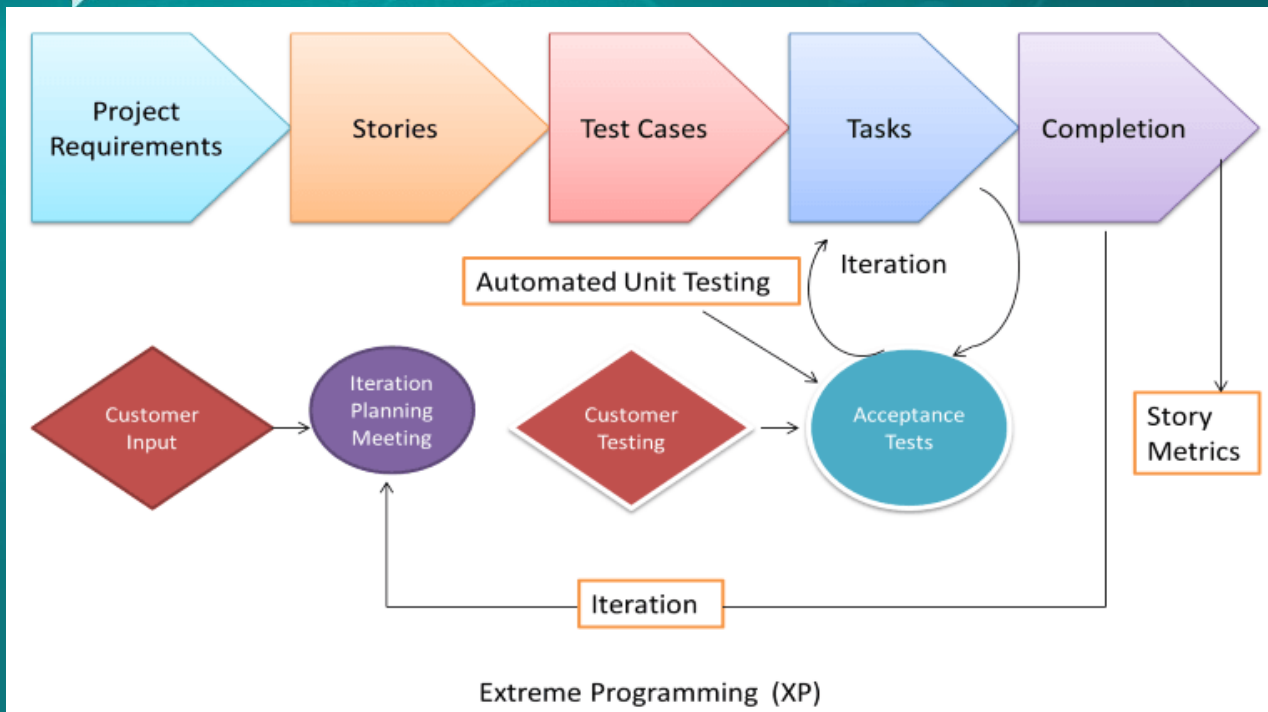 Project
Requirements
Stories
Test Cases
Tasks
Completion
Automated Unit Testing
Iteration
Customer
Input
Iteration
Planning
Meeting
Customer
Testing
Acceptance
Tests
Story
Metrics
Iteration
Extreme Programming (XP)